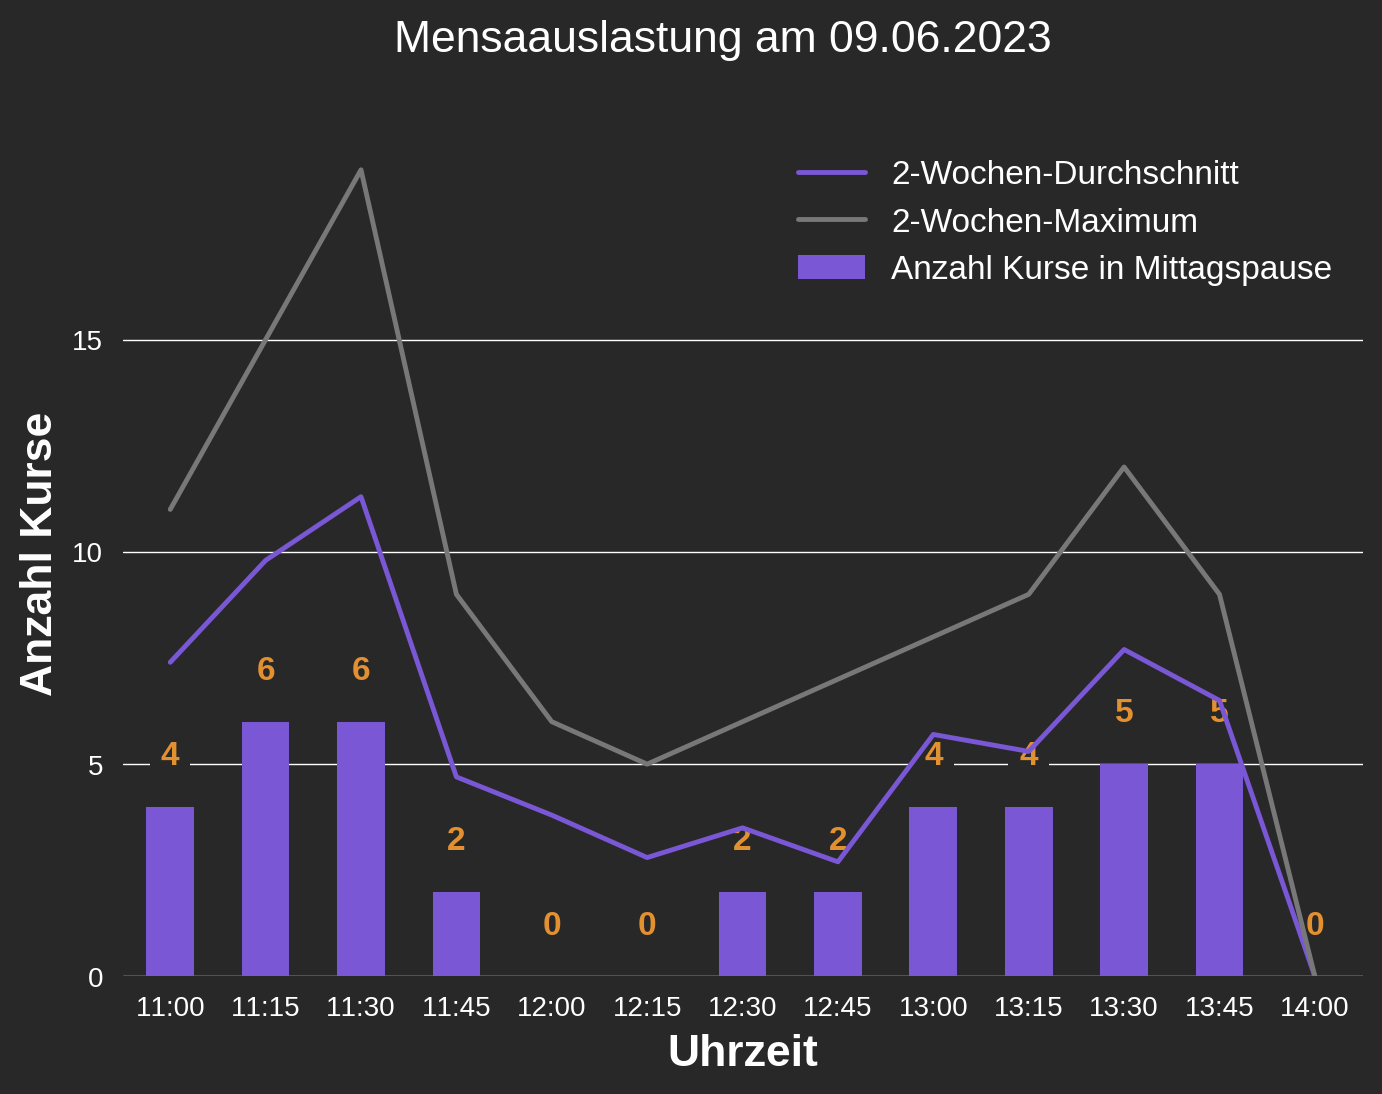 Mensaauslastung am 09.06.2023
2-Wochen-Durchschnitt
2-Wochen-Maximum
Anzahl Kurse in Mittagspause
Anzahl Kurse
15
10
5
0
4
6
6
2
0
0
2
2
4
4
5
5
0
11:00 11:15 11:30 11:45 12:00 12:15 12:30 12:45 13:00 13:15 13:30 13:45 14:00
Uhrzeit